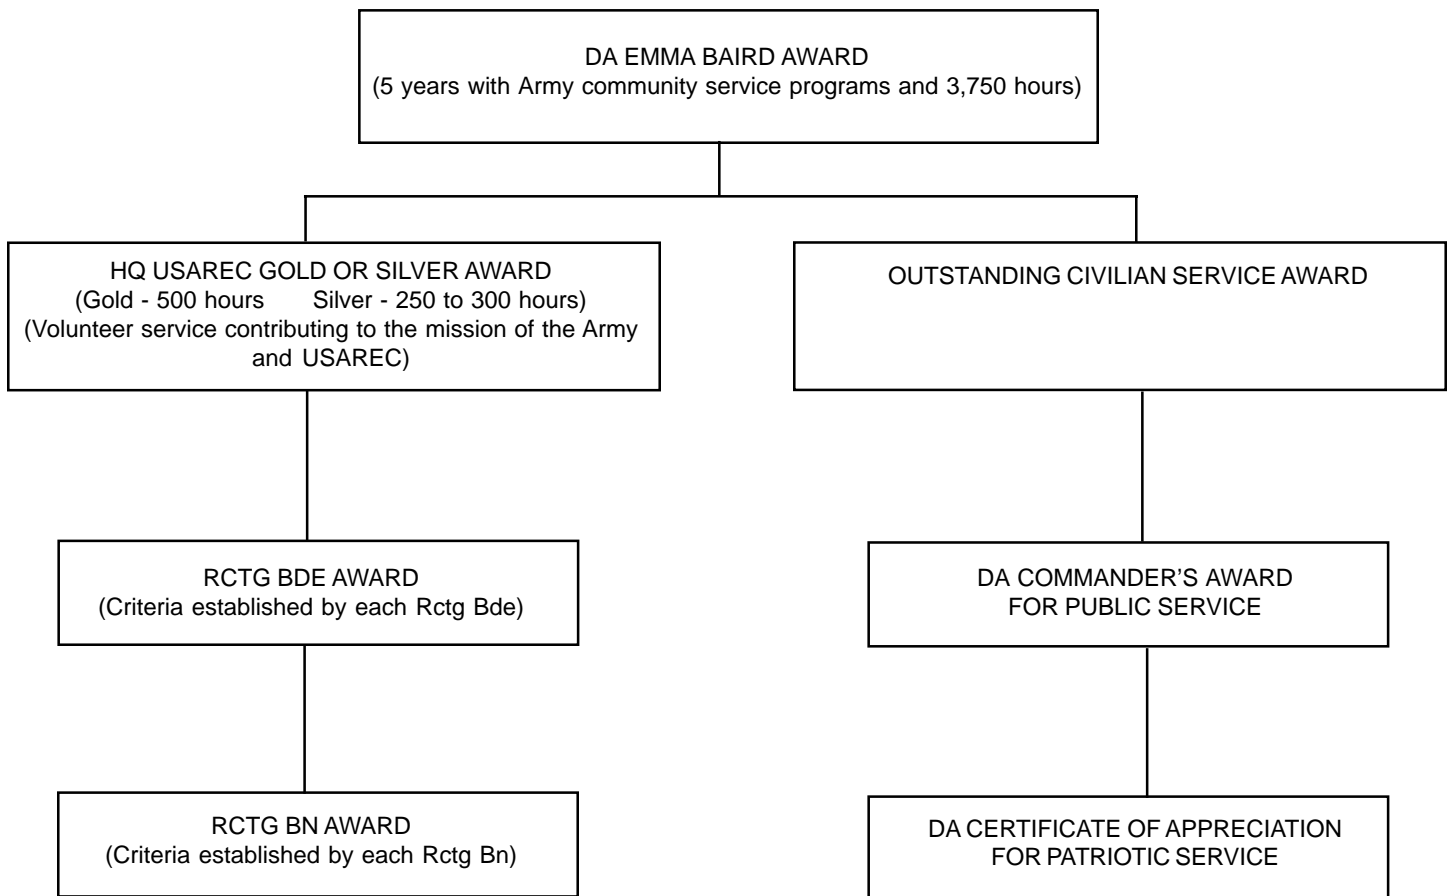 DA EMMA BAIRD AWARD
(5 years with Army community service programs and 3,750 hours)
HQ USAREC GOLD OR SILVER AWARD
(Gold - 500 hours Silver - 250 to 300 hours)
(Volunteer service contributing to the mission of the Army
and USAREC)
OUTSTANDING CIVILIAN SERVICE AWARD
RCTG BDE AWARD
(Criteria established by each Rctg Bde)
DA COMMANDER'S AWARD
FOR PUBLIC SERVICE
RCTG BN AWARD
(Criteria established by each Rctg Bn)
DA CERTIFICATE OF APPRECIATION
FOR PATRIOTIC SERVICE